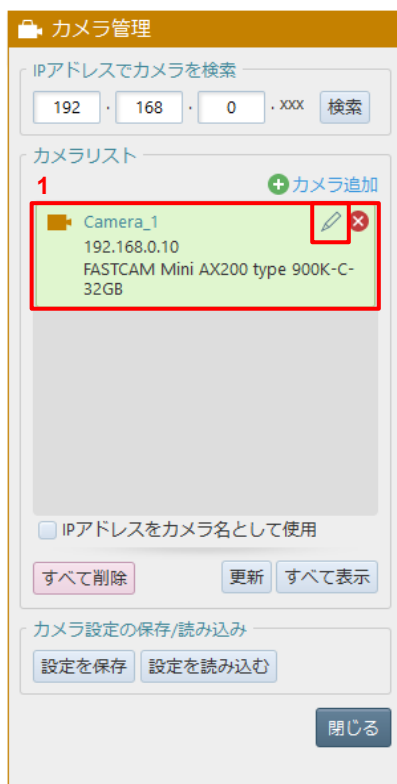 カメラ管理
IPアドレスでカメラを検索
192 . 168 . 0 . xxx 検索
カメラリスト
1
カメラ追加
Camera_1
192.168.0.10
FASTCAM Mini AX200 type 900K-C-
32GB
IPアドレスをカメラ名として使用
すべて削除 更新 すべて表示
カメラ設定の保存/読み込み
設定を保存 設定を読み込む
閉じる